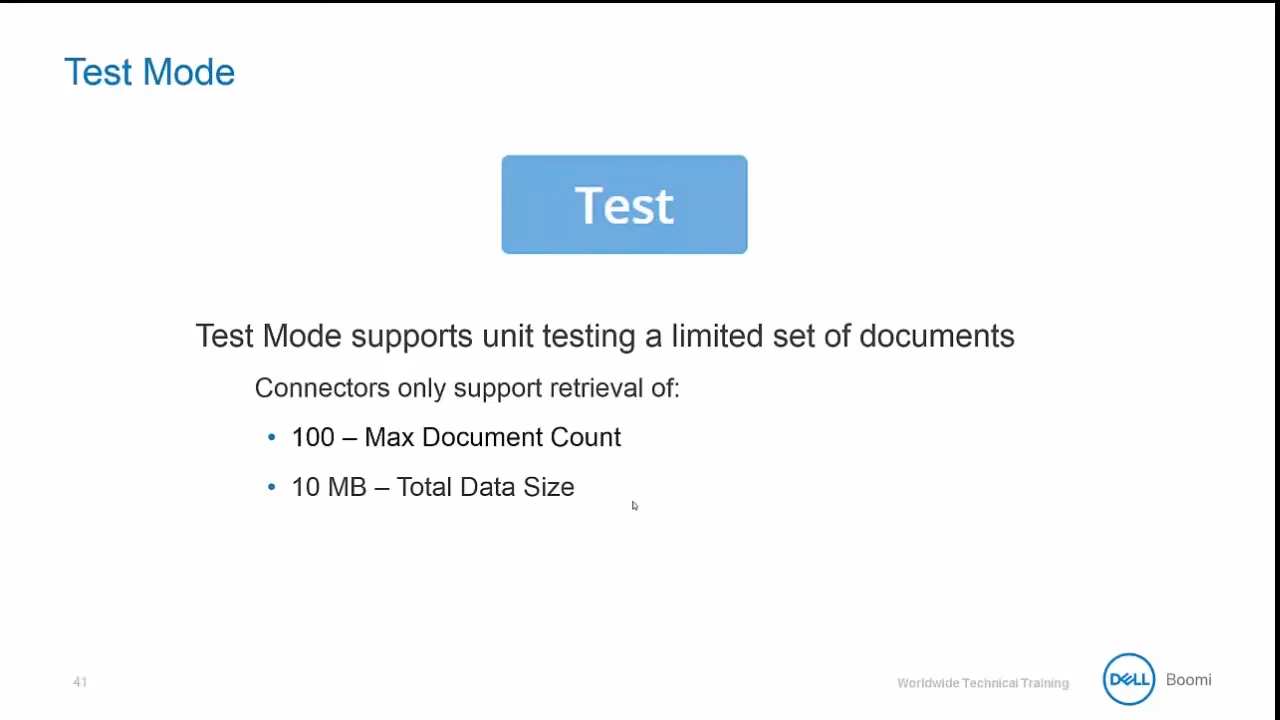 Test Mode
Test
Test Mode supports unit testing a limited set of documents
Connectors only support retrieval of:
• 100 – Max Document Count
• 10 MB – Total Data Size
41
Worldwide Technical Training
DELL Boomi